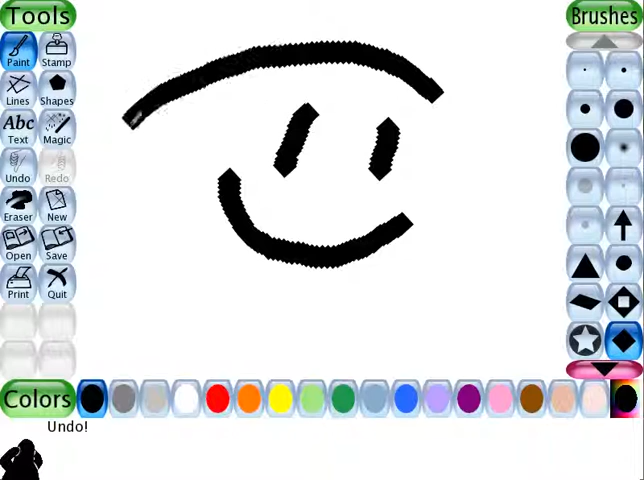 Tools
Brushes
Paint
Stamp
Lines
Shapes
Abc
Text
Magic
Undo
Redo
Eraser
New
Open
Save
Print
Quit
Colors
Undo!